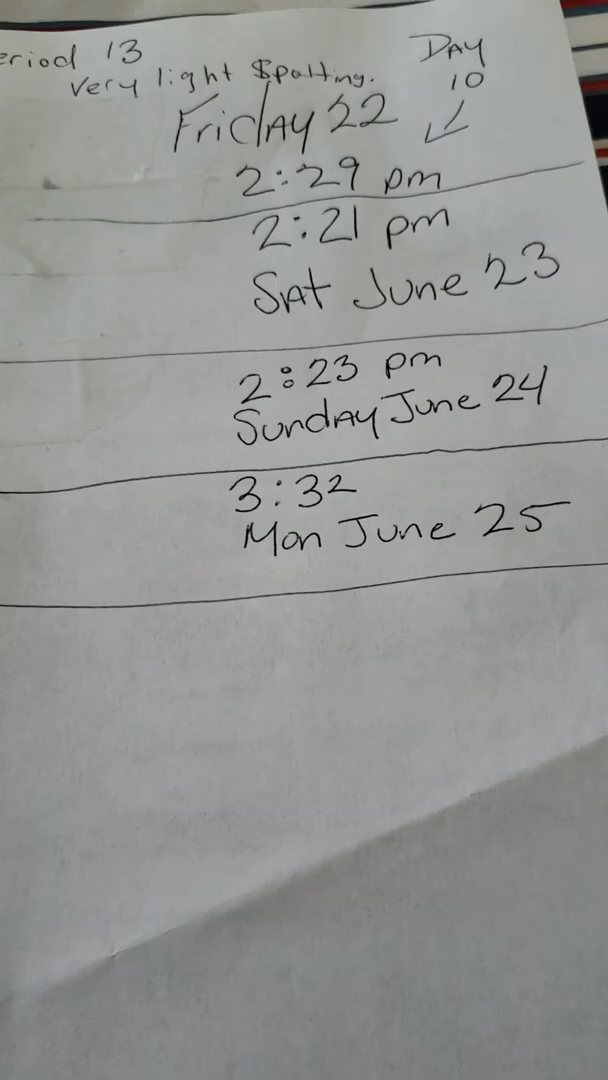 eriod 13
very light Spotting.
DAY
10
FridAy 22
2:29 pm
2:21 pm
SAt June 23
2:23 pm
SundAy June 24
3:32
Mon June 25